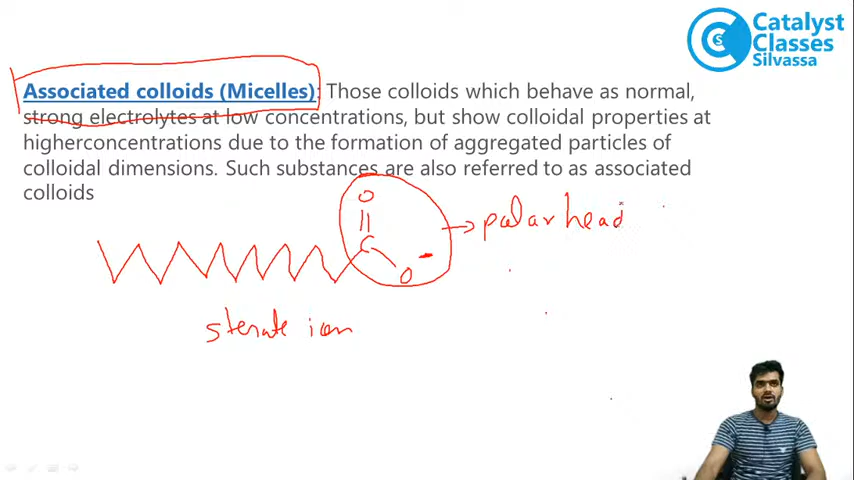 Catalyst
Classes
Silvassa
Associated colloids (Micelles): Those colloids which behave as normal,
strong electrolytes at low concentrations, but show colloidal properties at
higherconcentrations due to the formation of aggregated particles of
colloidal dimensions. Such substances are also referred to as associated
colloids
O
C
O-
→ polar head
sterate ion